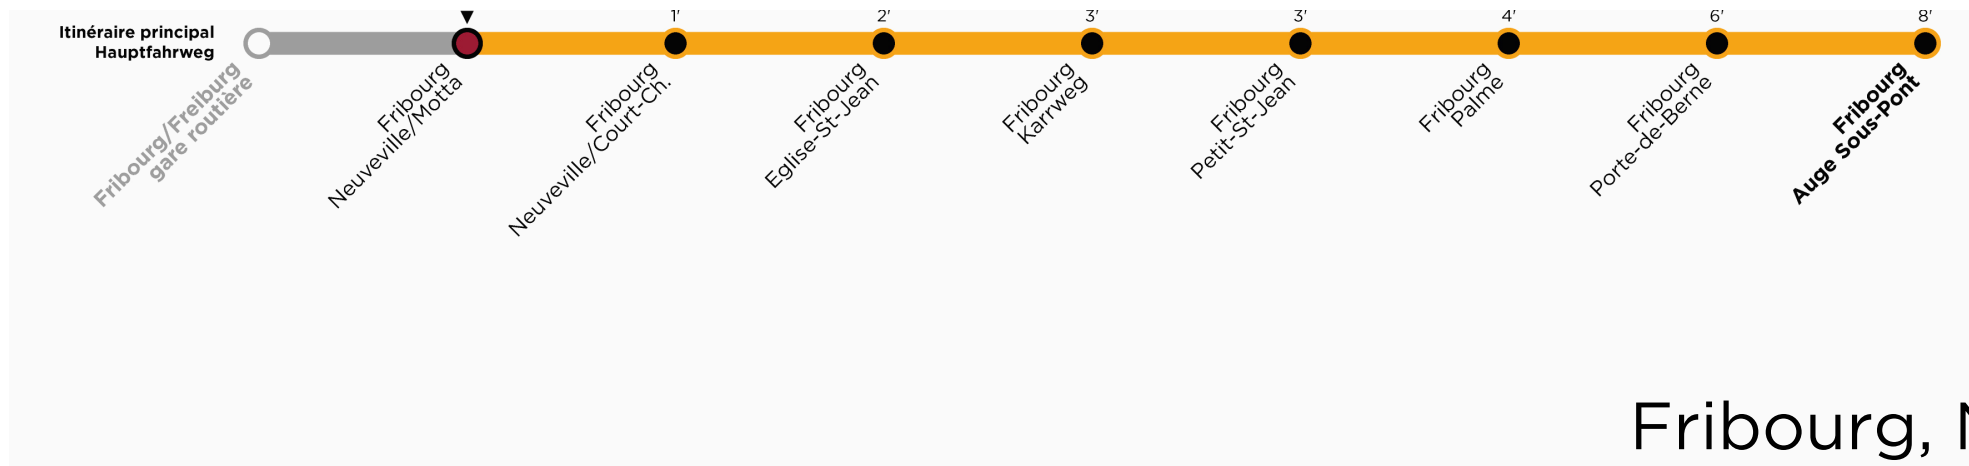 Itinéraire principal
Hauptfahrweg
1'
2'
3'
3'
4'
6'
8'
Fribourg/Freiburg
gare routière
Fribourg
Neuveville/Motta
Fribourg
Neuveville/Court-Ch.
Fribourg
Eglise-St-Jean
Fribourg
Karrweg
Fribourg
Petit-St-Jean
Fribourg
Palme
Fribourg
Porte-de-Berne
Fribourg
Auge Sous-Pont
Fribourg,